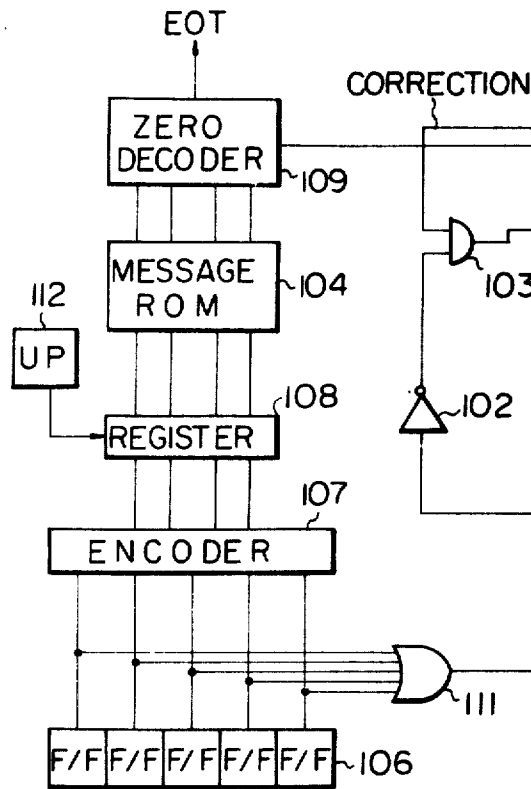 EOT
CORRECTION
ZERO
DECODER
109
103
MESSAGE
ROM
104
112
UP
108
REGISTER
102
107
ENCODER
111
F/F F/F F/F F/F F/F
106